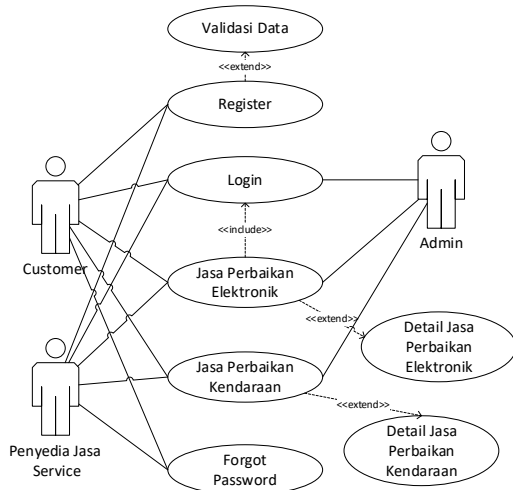 Validasi Data
<<extend>>
Register
Login
<<include>>
Customer
Admin
Jasa Perbaikan
Elektronik
<<extend>>
Detail Jasa
Perbaikan
Elektronik
Jasa Perbaikan
Kendaraan
<<extend>>
Detail Jasa
Perbaikan
Kendaraan
Penyedia Jasa
Service
Forgot
Password